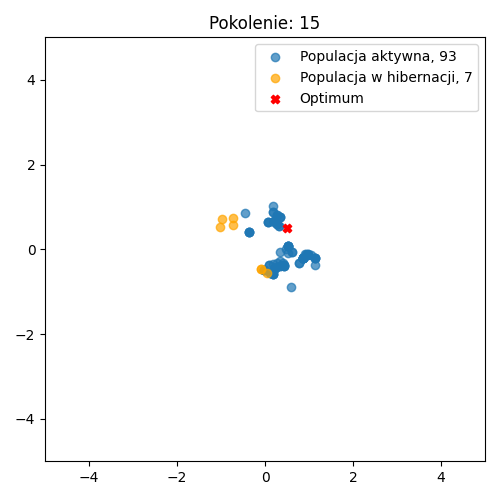 Pokolenie: 15
Populacja aktywna, 93
Populacja w hibernacji, 7
Optimum
4
2
0
−2
−4
−4
−2
0
2
4